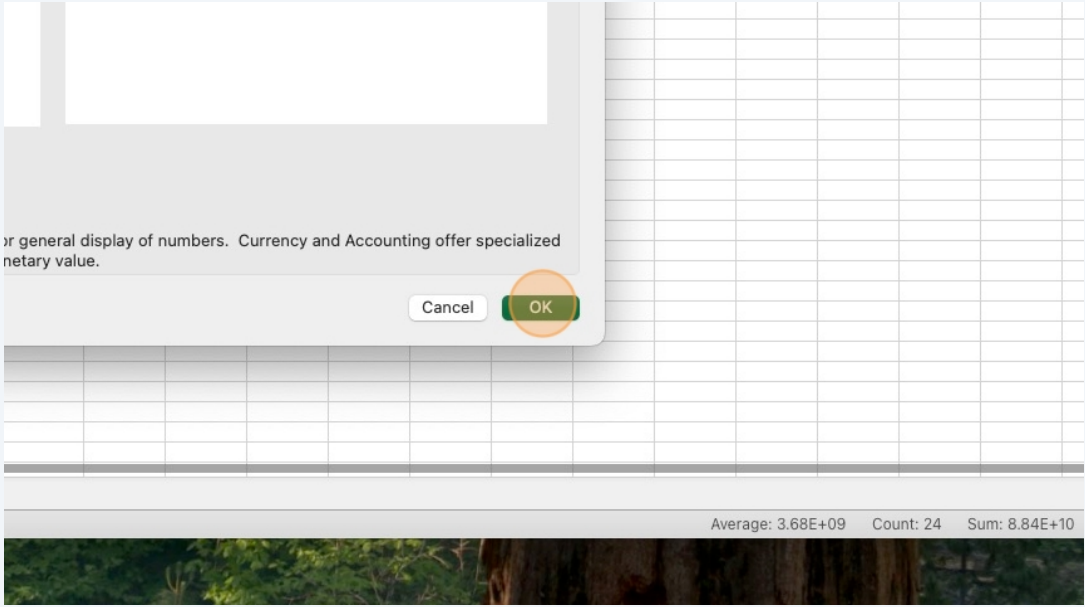 or general display of numbers.  Currency and Accounting offer specialized
netary value.
Cancel OK
Average: 3.68E+09 Count: 24 Sum: 8.84E+10